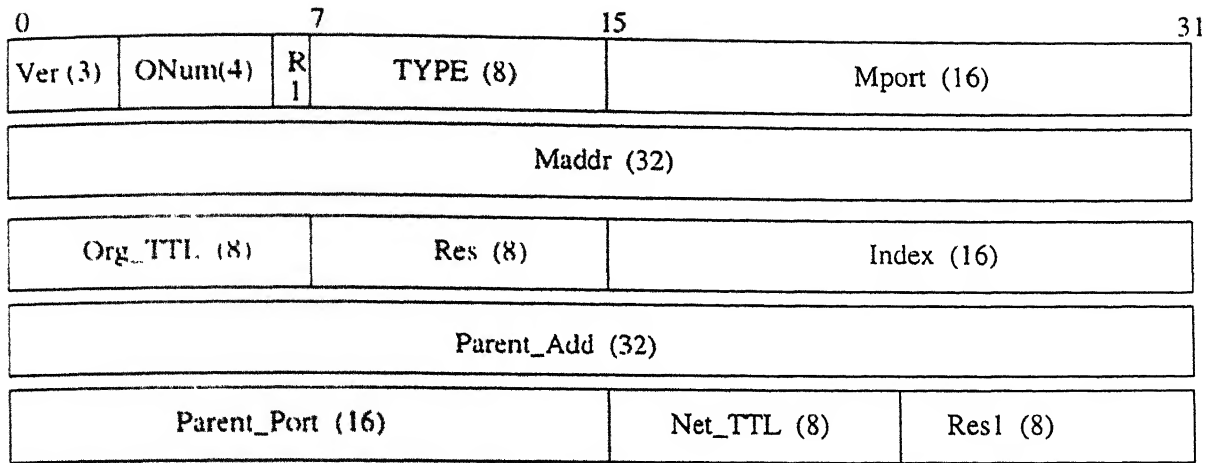 0 7 15 31
Ver (3) ONum(4) R1 TYPE (8) Mport (16)
Maddr (32)
Org_TTL (8) Res (8) Index (16)
Parent_Add (32)
Parent_Port (16) Net_TTL (8) Res1 (8)